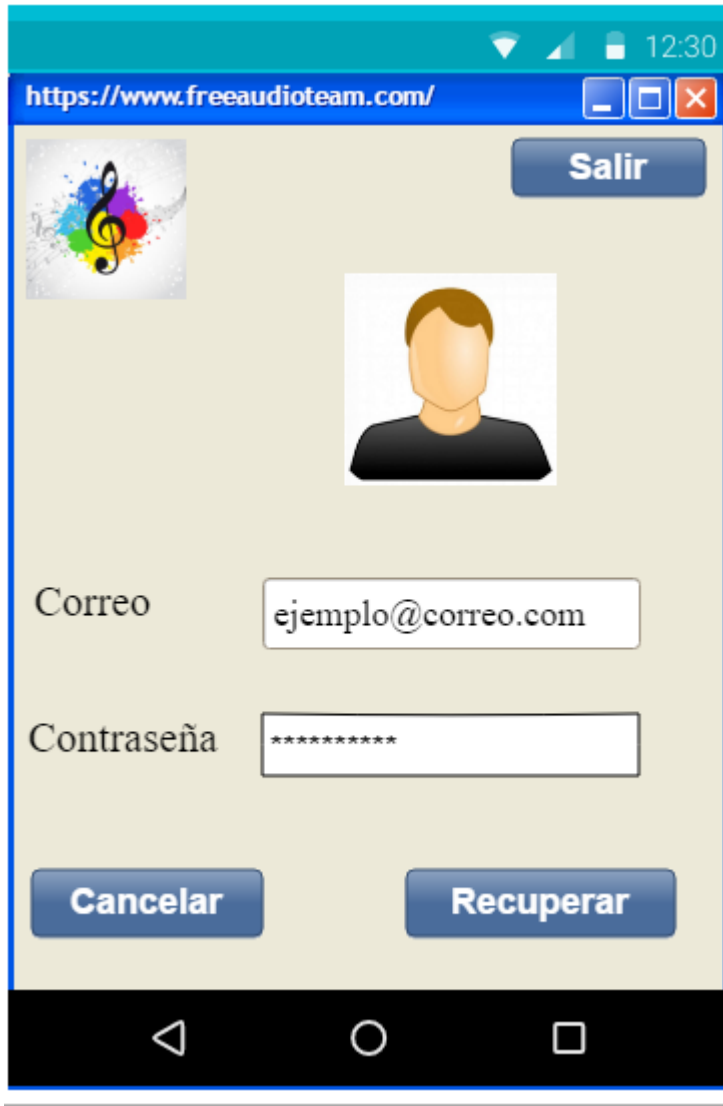 12:30
https://www.freeaudioteam.com/
Salir
Correo
ejemplo@correo.com
Contraseña
**********
Cancelar
Recuperar